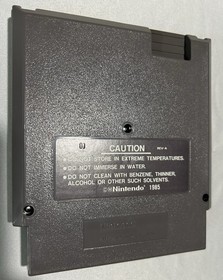 CAUTION REV-A
● DO NOT STORE IN EXTREME TEMPERATURES.
● DO NOT IMMERSE IN WATER.
● DO NOT CLEAN WITH BENZENE, THINNER,
ALCOHOL OR OTHER SUCH SOLVENTS.
Nintendo 1985